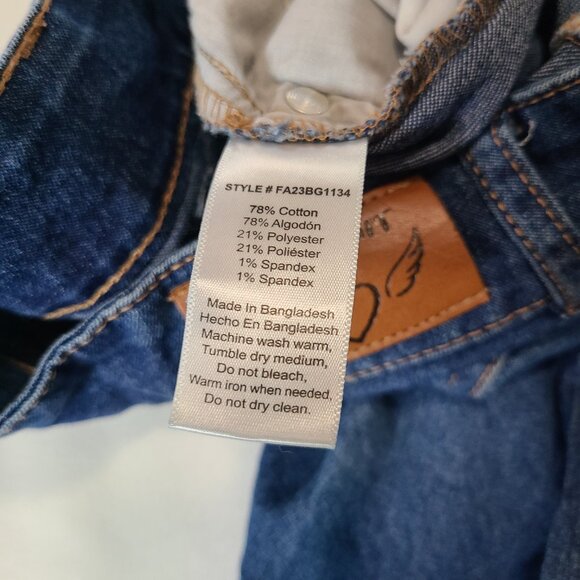 STYLE # FA23BG1134
78% Cotton
78% Algodón
21% Polyester
21% Poliéster
1% Spandex
1% Spandex
Made In Bangladesh
Hecho En Bangladesh
Machine wash warm,
Tumble dry medium,
Do not bleach,
Warm iron when needed,
Do not dry clean.